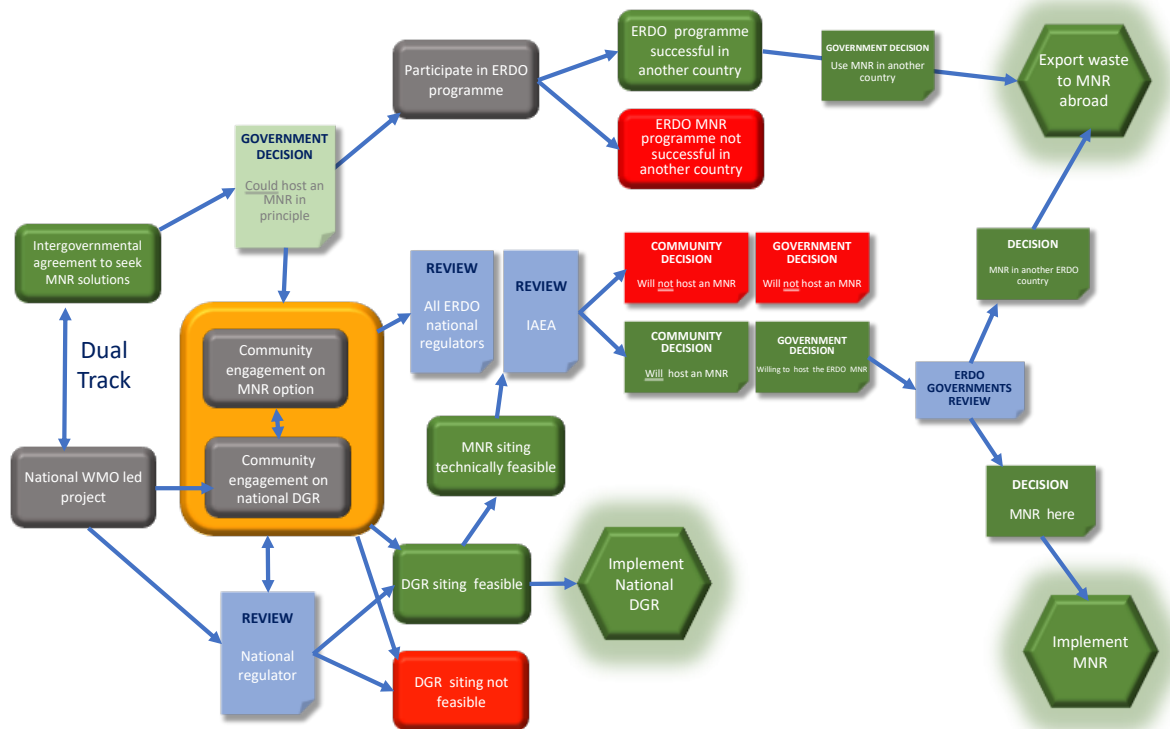 ERDO programme
successful in
another country
GOVERNMENT DECISION
Use MNR in another
country
Export waste
to MNR
abroad
Participate in ERDO
programme
ERDO MNR
programme not
successful in
another country
GOVERNMENT
DECISION
Could host an
MNR in
principle
Intergovernmental
agreement to seek
MNR solutions
REVIEW
All ERDO
national
regulators
REVIEW
IAEA
COMMUNITY
DECISION
Will not host an MNR
GOVERNMENT
DECISION
Will not host an MNR
DECISION
MNR in another ERDO
country
Dual
Track
Community
engagement on
MNR option
COMMUNITY
DECISION
Will host an MNR
GOVERNMENT
DECISION
Willing to host the ERDO MNR
ERDO
GOVERNMENTS
REVIEW
National WMO led
project
Community
engagement on
national DGR
MNR siting
technically feasible
DECISION
MNR here
DGR siting feasible
Implement
National
DGR
REVIEW
National
regulator
DGR siting not
feasible
Implement
MNR